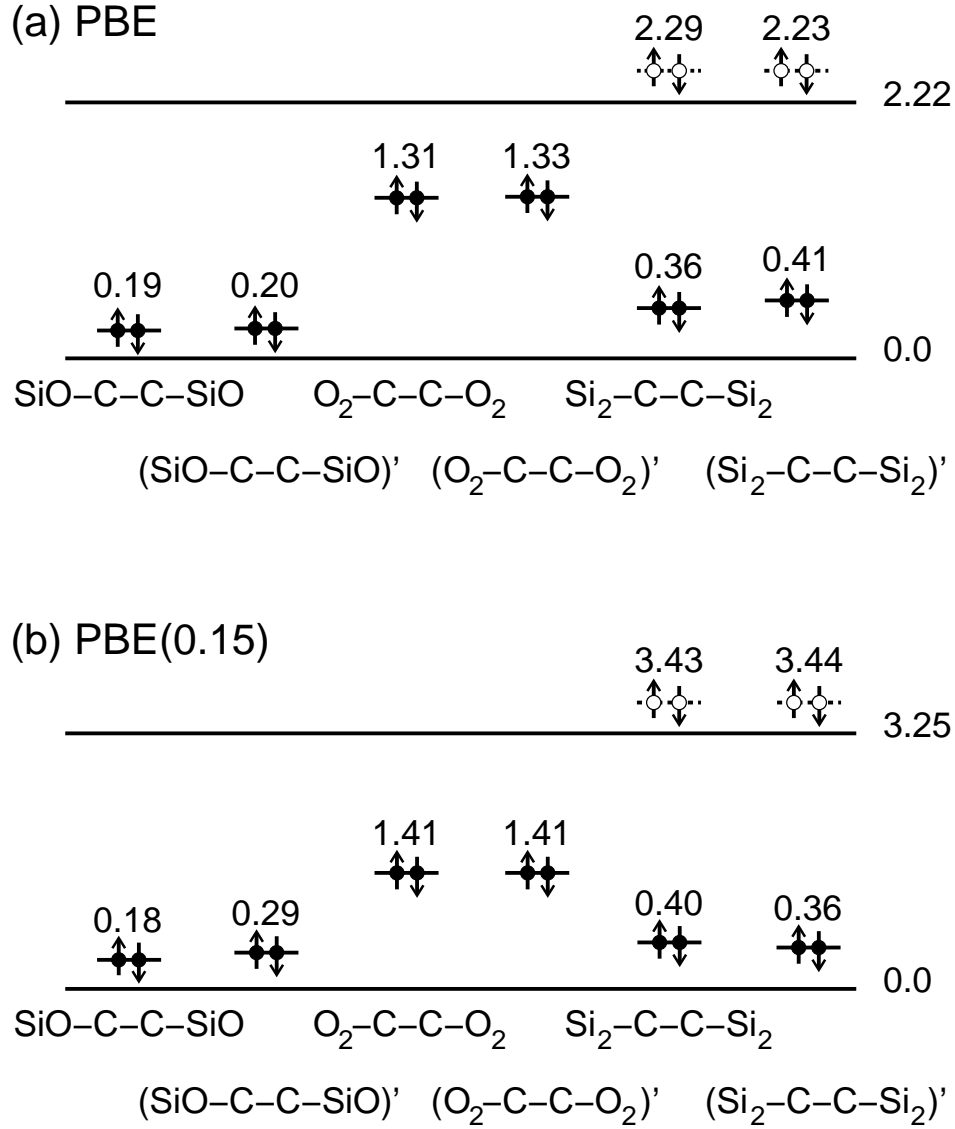 (a) PBE
2.29 2.23
2.22
1.31 1.33
0.36 0.41
0.19 0.20
0.0
SiO–C–C–SiO O₂–C–C–O₂ Si₂–C–C–Si₂
(SiO–C–C–SiO)’ (O₂–C–C–O₂)’ (Si₂–C–C–Si₂)’
(b) PBE(0.15)
3.43 3.44
3.25
1.41 1.41
0.18 0.29 0.40 0.36
0.0
SiO–C–C–SiO O₂–C–C–O₂ Si₂–C–C–Si₂
(SiO–C–C–SiO)’ (O₂–C–C–O₂)’ (Si₂–C–C–Si₂)’